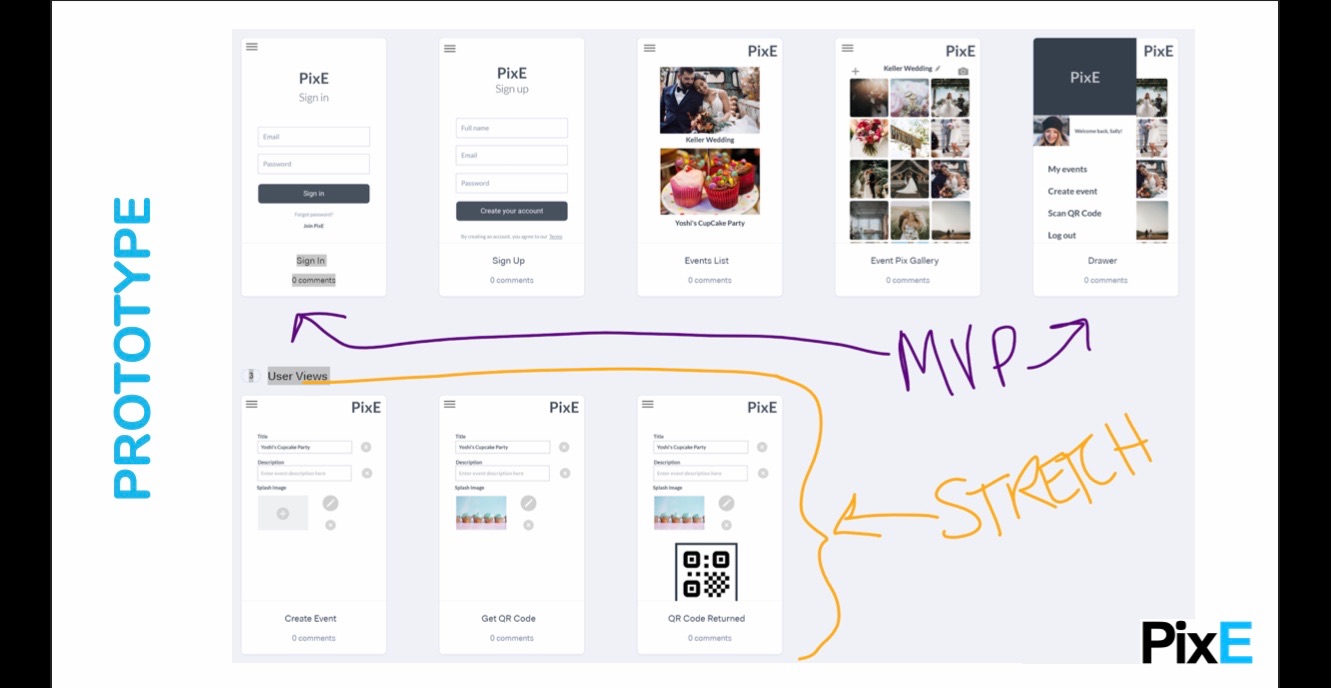 PROTOTYPE
PixE
Sign in
Email
Password
Sign in
Forgot password?
Join PixE
Sign In
0 comments
PixE
Sign up
Full name
Email
Password
Create your account
By creating an account, you agree to our Terms
Sign Up
0 comments
PixE
Keller Wedding
Yoshi's CupCake Party
Events List
0 comments
PixE
Keller Wedding
Event Pix Gallery
0 comments
PixE
PixE
Welcome back, Sally!
My events
Create event
Scan QR Code
Log out
Drawer
0 comments
MVP
3 User Views
PixE
Title
Yoshi's Cupcake Party
Description
Enter event description here
Splash Image
Create Event
0 comments
PixE
Title
Yoshi's Cupcake Party
Description
Enter event description here
Splash Image
Get QR Code
0 comments
PixE
Title
Yoshi's Cupcake Party
Description
Enter event description here
Splash Image
QR Code Returned
0 comments
STRETCH
PixE